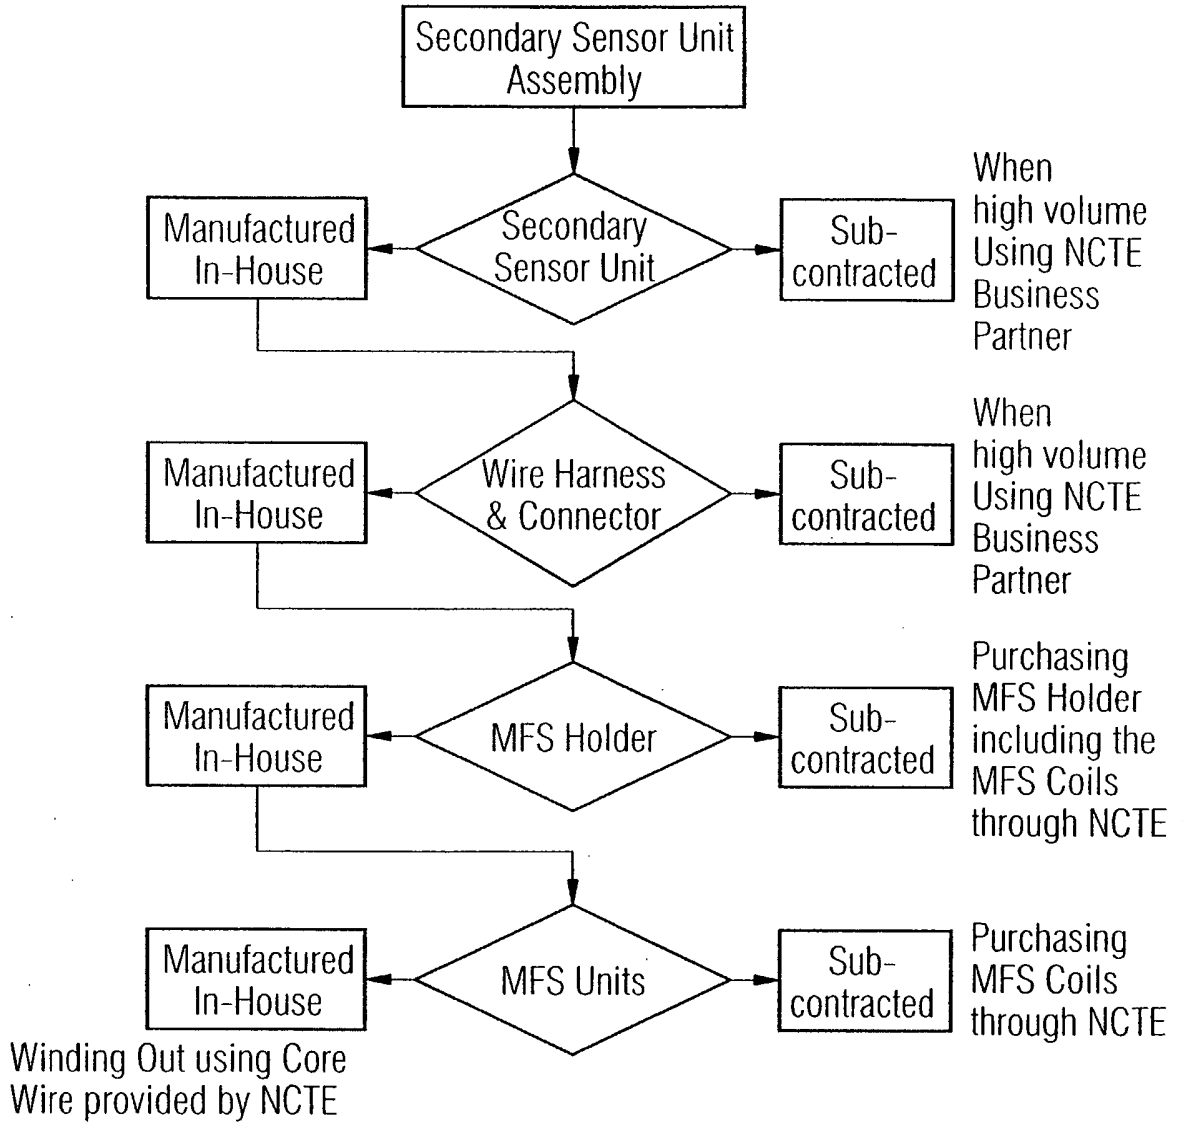 Secondary Sensor Unit
Assembly
Manufactured
In-House
Secondary
Sensor Unit
Sub-
contracted
When
high volume
Using NCTE
Business
Partner
Manufactured
In-House
Wire Harness
& Connector
Sub-
contracted
When
high volume
Using NCTE
Business
Partner
Manufactured
In-House
MFS Holder
Sub-
contracted
Purchasing
MFS Holder
including the
MFS Coils
through NCTE
Manufactured
In-House
MFS Units
Sub-
contracted
Purchasing
MFS Coils
through NCTE
Winding Out using Core
Wire provided by NCTE